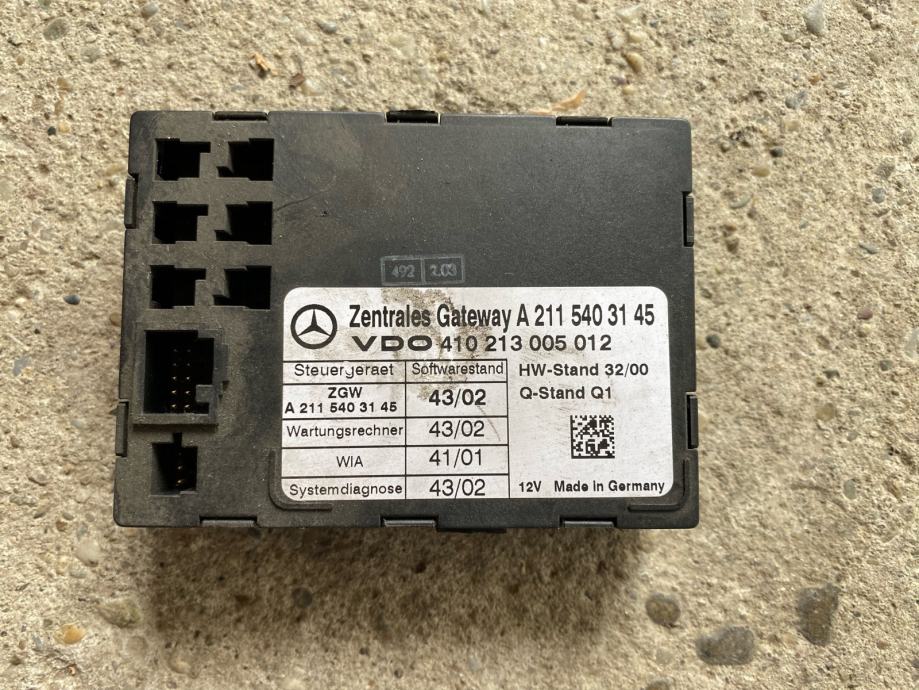 492 2.03
Zentrales Gateway A 211 540 31 45
VDO 410 213 005 012
Steuergeraet Softwarestand HW-Stand 32/00
ZGW
A 211 540 31 45 43/02 Q-Stand Q1
Wartungsrechner 43/02
WIA 41/01
Systemdiagnose 43/02 12V Made in Germany